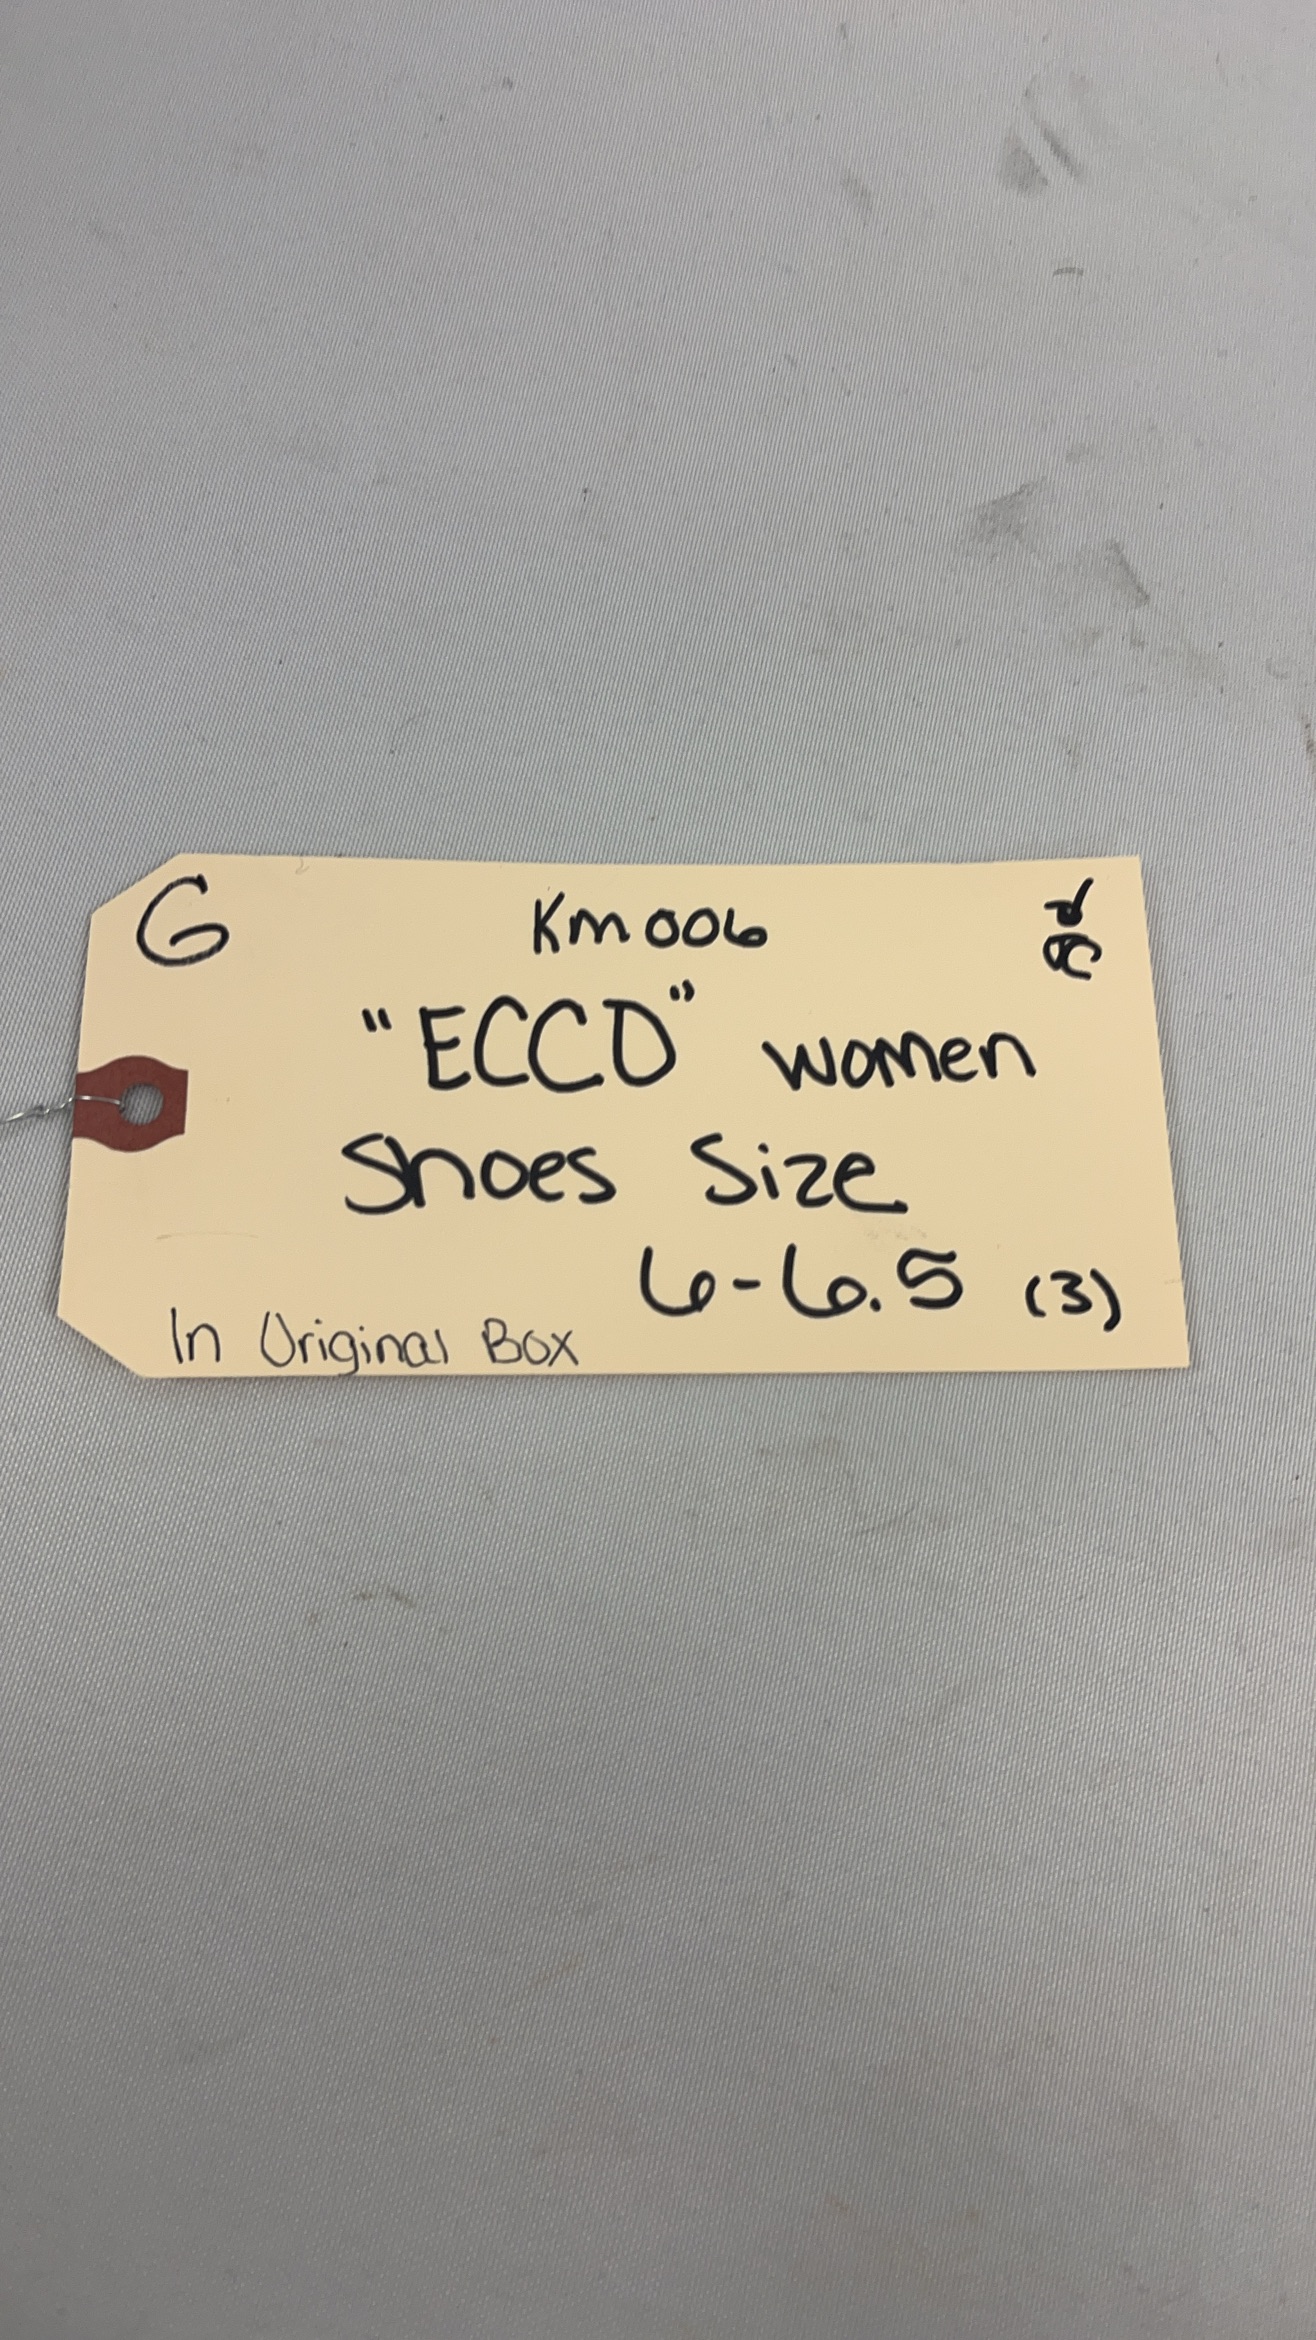 G
Km006
"ECCO" women
Shoes Size
6-6.5 (3)
In Original Box